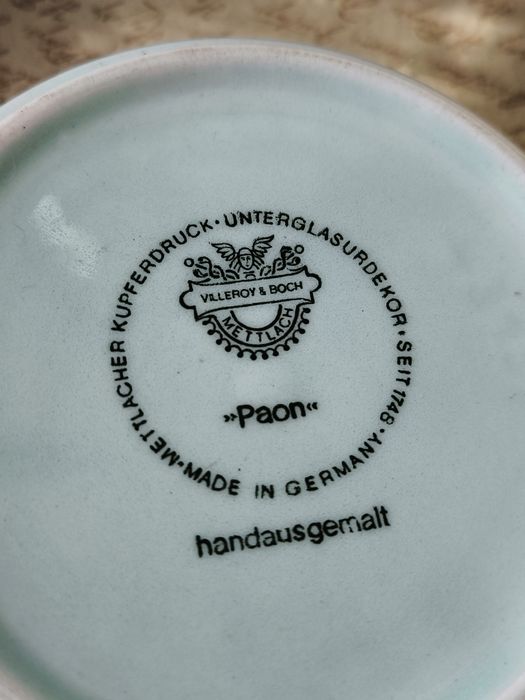 METTLACHER KUPFERDRUCK · UNTERGLASURDEKOR · SEIT 1748 ·
VILLEROY & BOCH
METTLACH
»Paon«
MADE IN GERMANY ·
handausgemalt